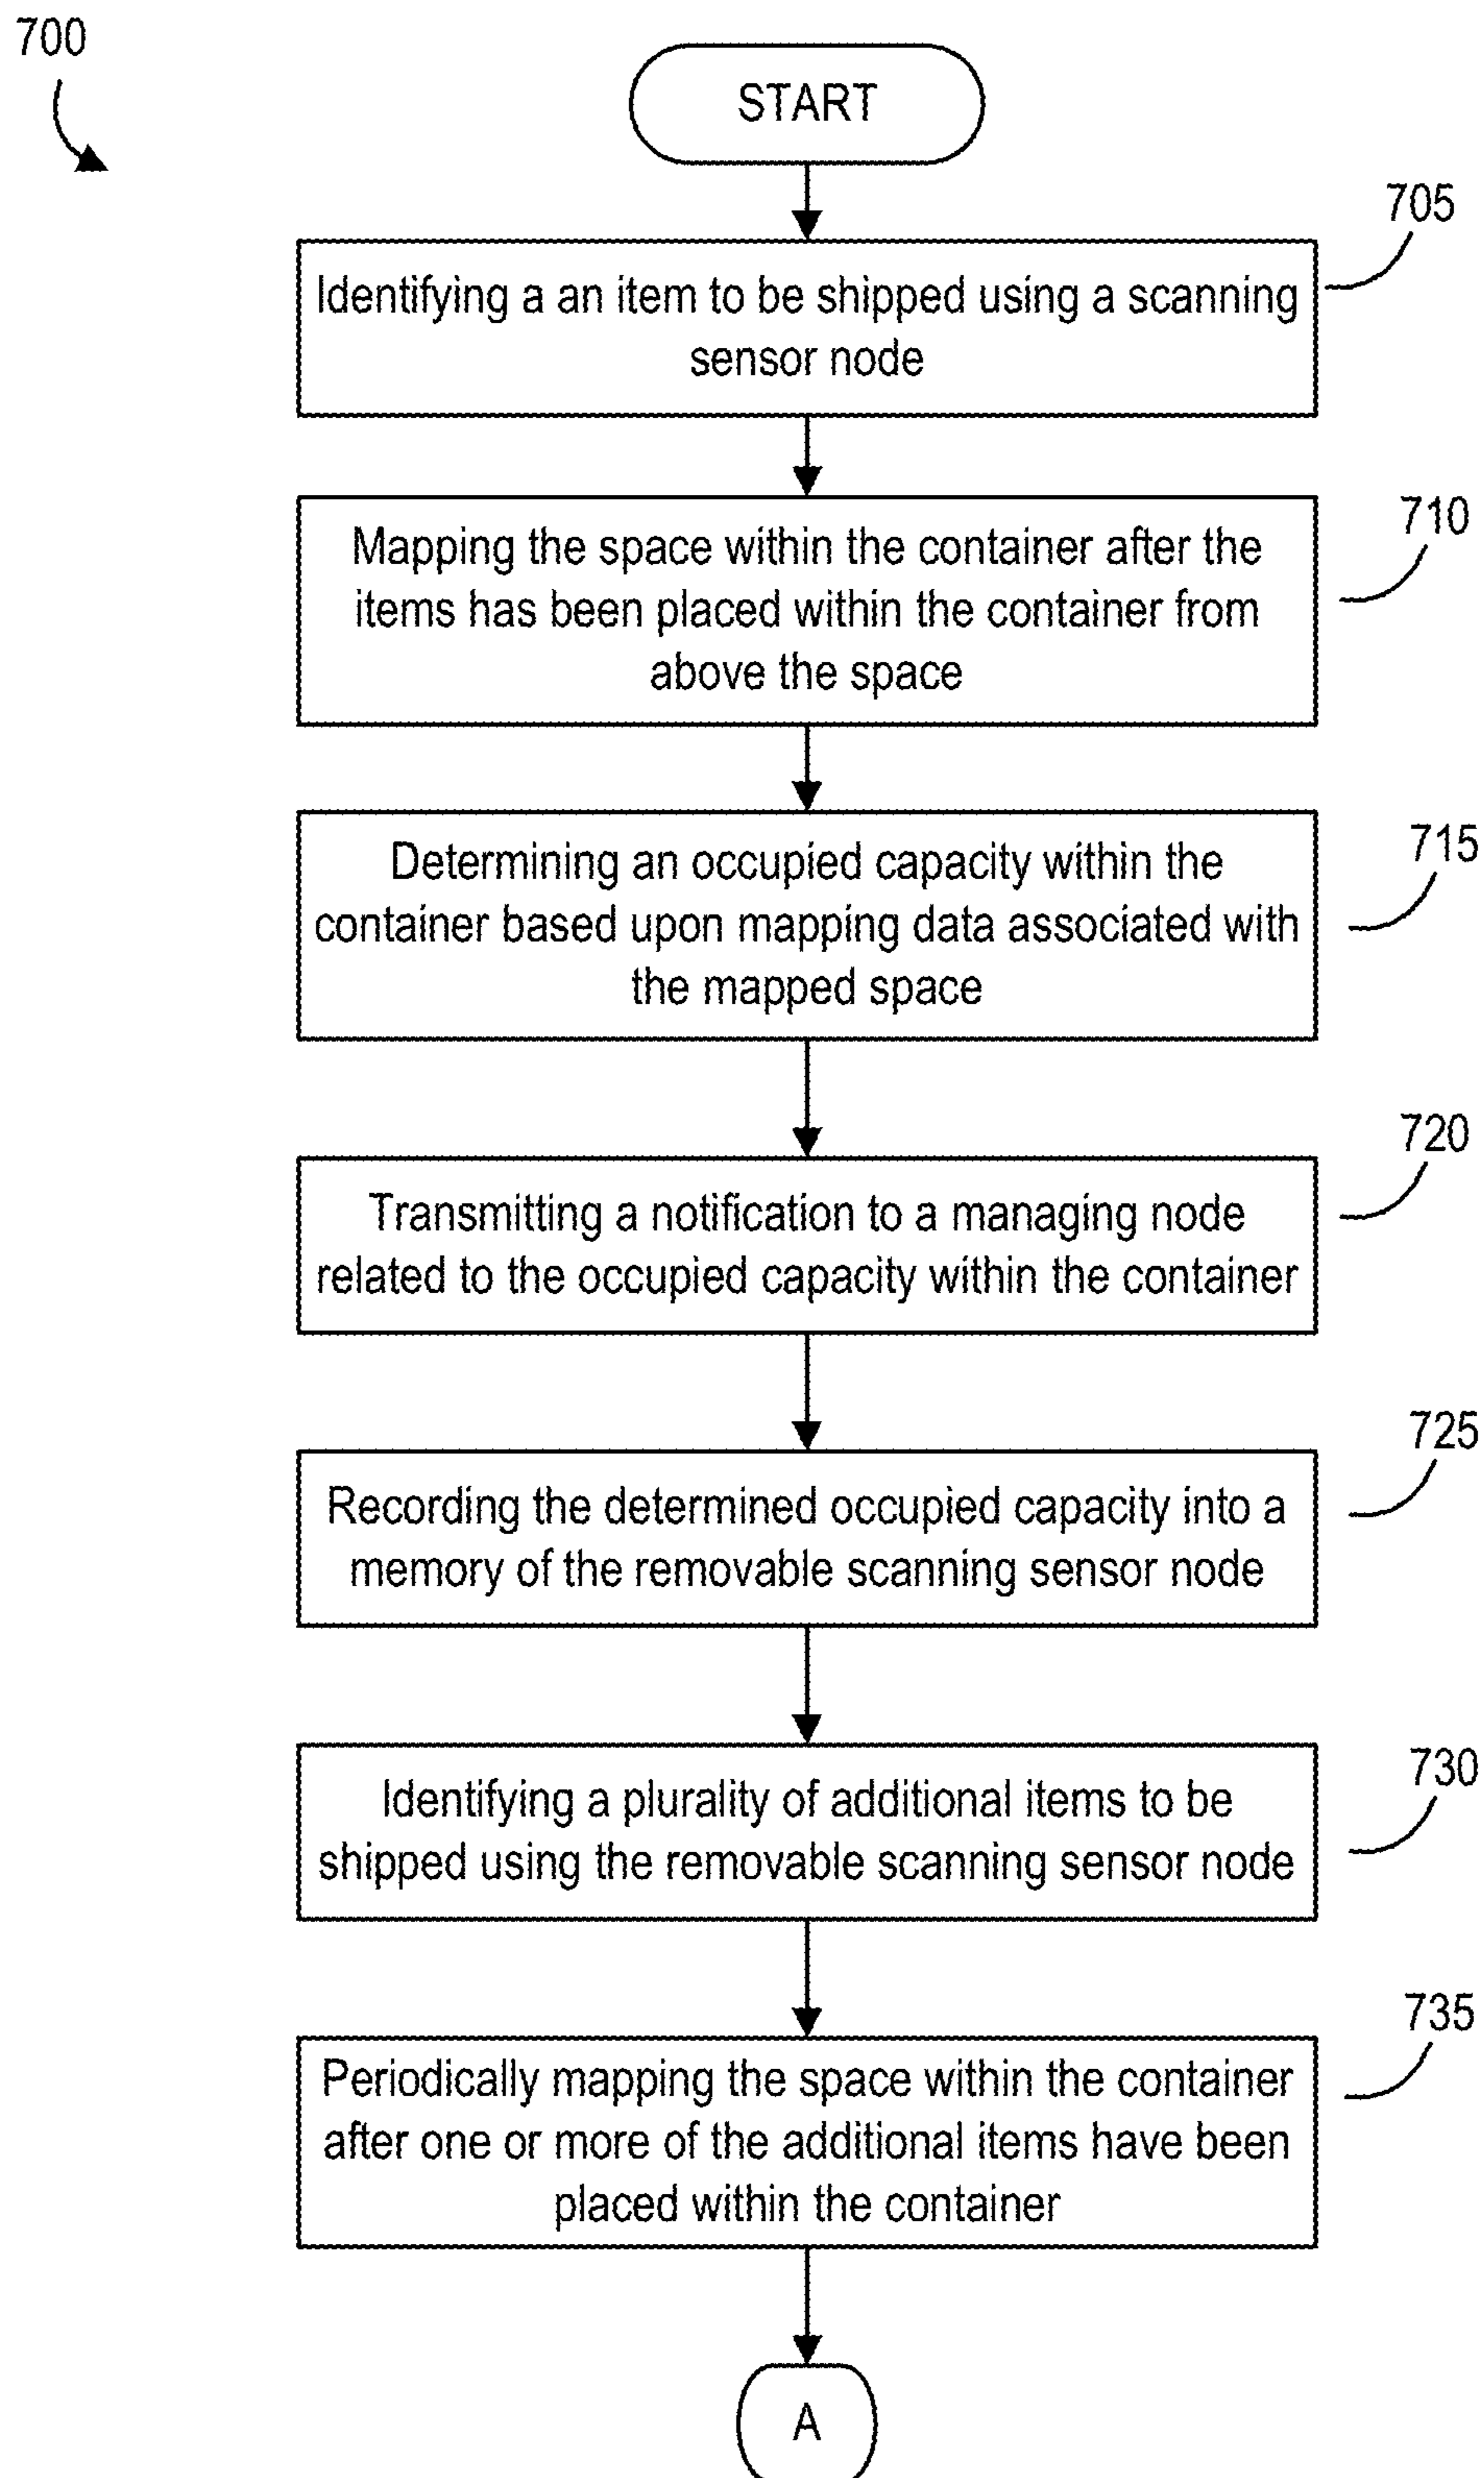 700
START
705
Identifying a an item to be shipped using a scanning
sensor node
710
Mapping the space within the container after the
items has been placed within the container from
above the space
715
Determining an occupied capacity within the
container based upon mapping data associated with
the mapped space
720
Transmitting a notification to a managing node
related to the occupied capacity within the container
725
Recording the determined occupied capacity into a
memory of the removable scanning sensor node
730
Identifying a plurality of additional items to be
shipped using the removable scanning sensor node
735
Periodically mapping the space within the container
after one or more of the additional items have been
placed within the container
A